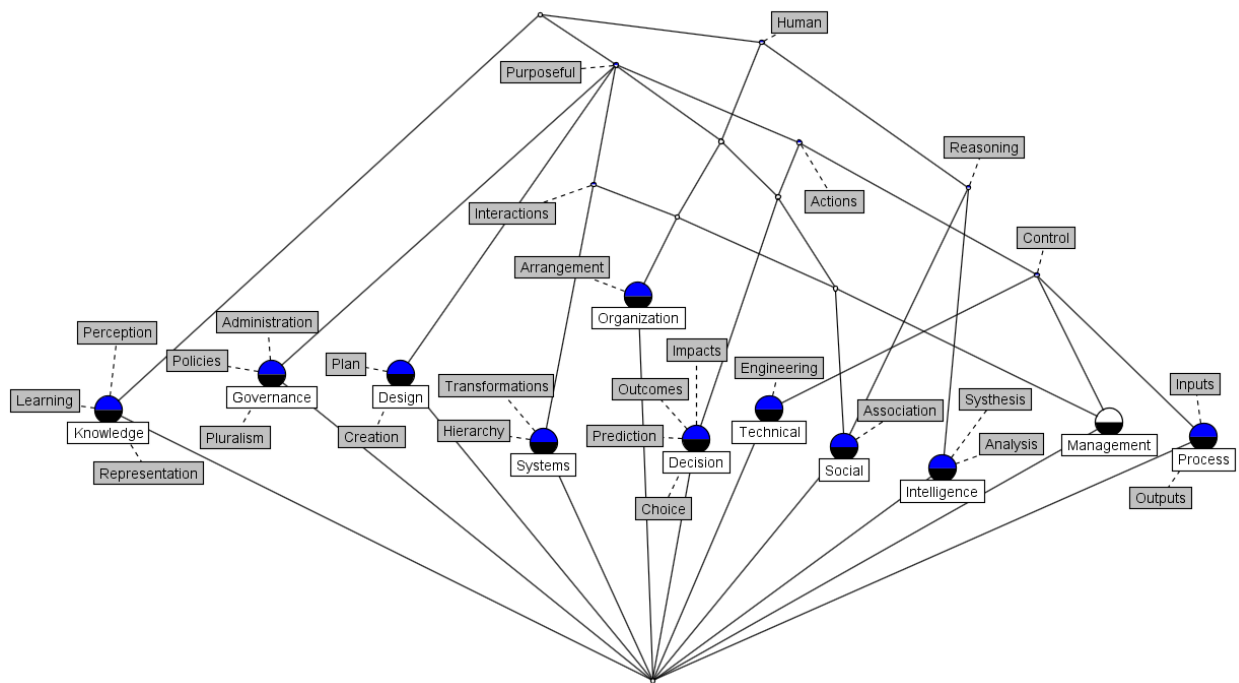 Human
Purposeful
Reasoning
Actions
Interactions
Control
Arrangement
Organization
Perception
Administration
Policies
Plan
Impacts
Engineering
Learning
Governance
Design
Transformations
Outcomes
Inputs
Knowledge
Pluralism
Creation
Hierarchy
Prediction
Technical
Association
Systhesis
Analysis
Management
Representation
Systems
Decision
Social
Process
Intelligence
Choice
Outputs